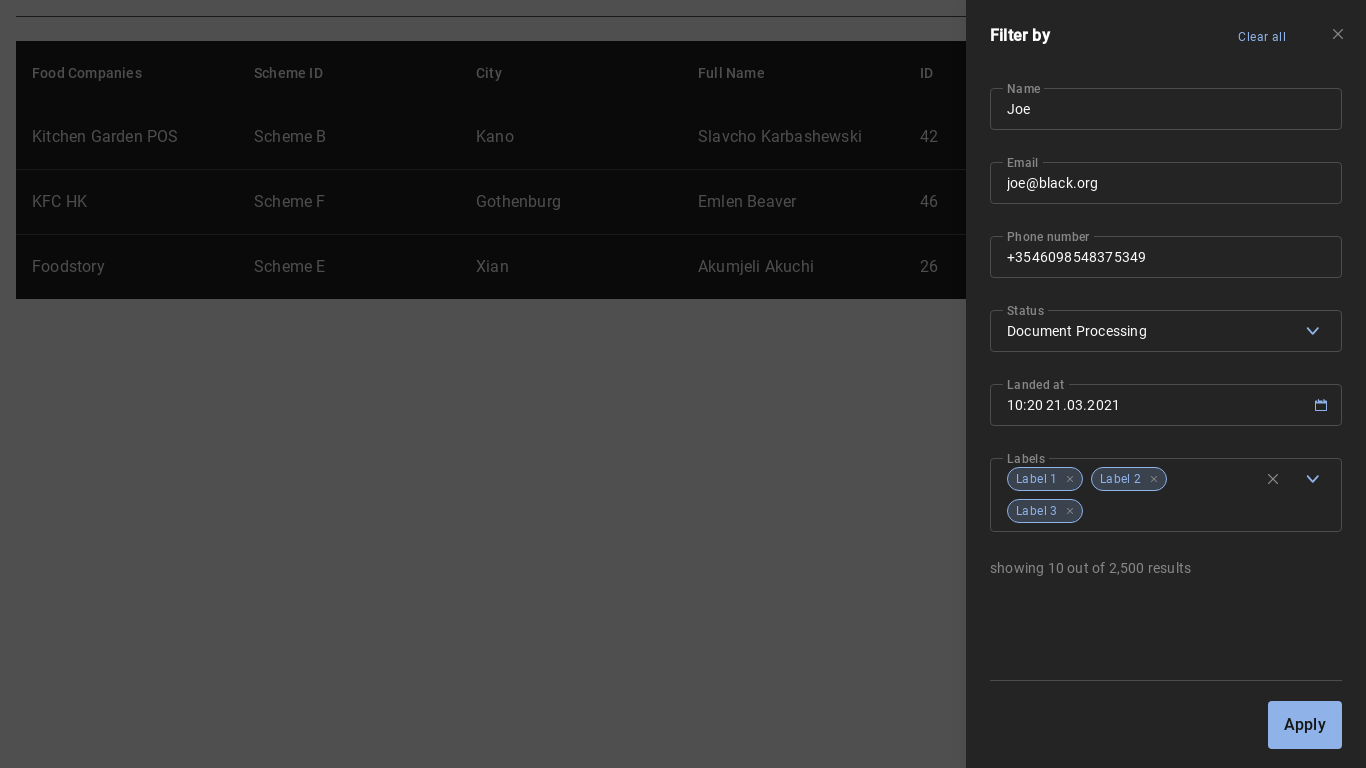 Food Companies Scheme ID City Full Name ID
Kitchen Garden POS Scheme B Kano Slavcho Karbashewski 42
KFC HK Scheme F Gothenburg Emlen Beaver 46
Foodstory Scheme E Xian Akumjeli Akuchi 26
Filter by Clear all
Name
Joe
Email
joe@black.org
Phone number
+3546098548375349
Status
Document Processing
Landed at
10:20 21.03.2021
Labels
Label 1 Label 2
Label 3
showing 10 out of 2,500 results
Apply